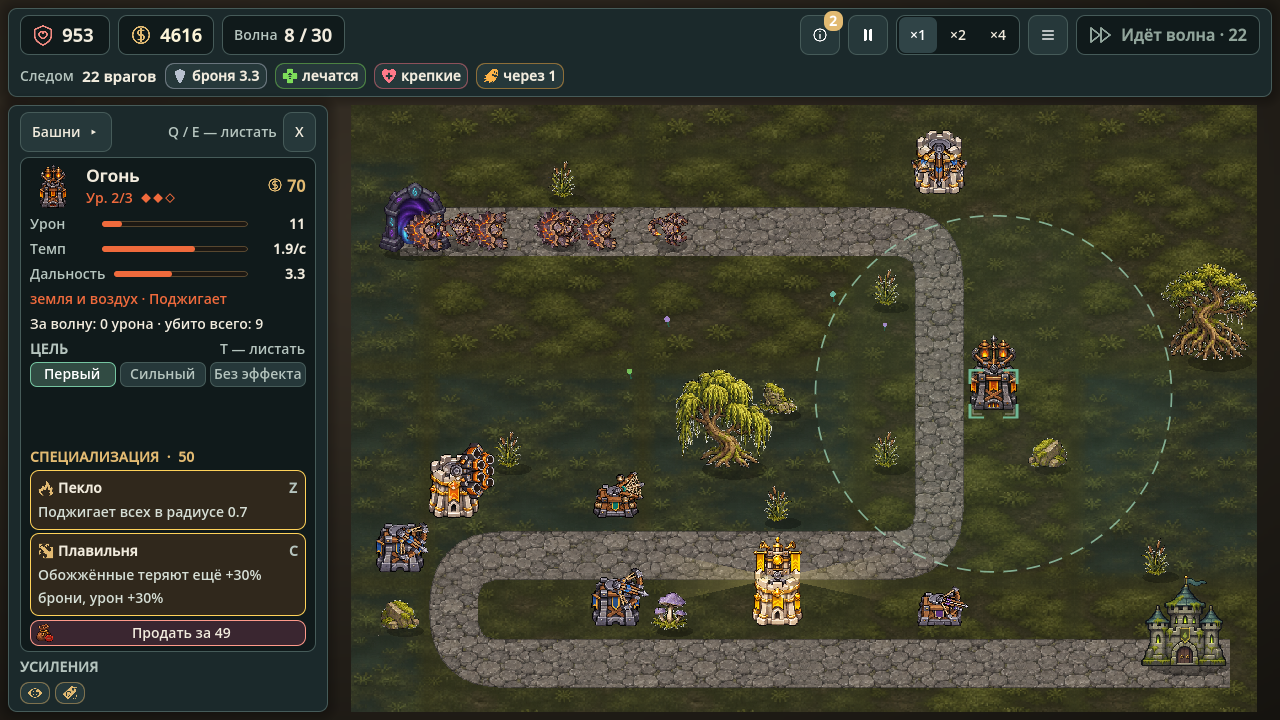 953
4616
Волна 8 / 30
2
×1 ×2 ×4
Идёт волна · 22
Следом 22 врагов броня 3.3 лечатся крепкие через 1
Башни
Q / E — листать X
Огонь
70
Ур. 2/3
Урон 11
Темп 1.9/с
Дальность 3.3
земля и воздух · Поджигает
За волну: 0 урона · убито всего: 9
ЦЕЛЬ T — листать
Первый Сильный Без эффекта
СПЕЦИАЛИЗАЦИЯ · 50
Пекло Z
Поджигает всех в радиусе 0.7
Плавильня C
Обожжённые теряют ещё +30%
брони, урон +30%
Продать за 49
УСИЛЕНИЯ